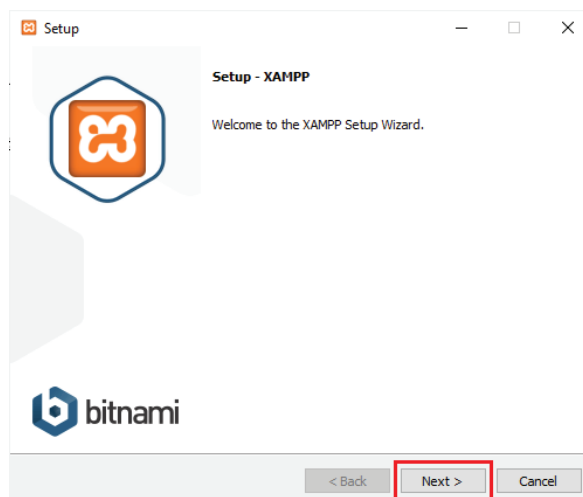 Setup
Setup - XAMPP
Welcome to the XAMPP Setup Wizard.
bitnami
< Back
Next >
Cancel